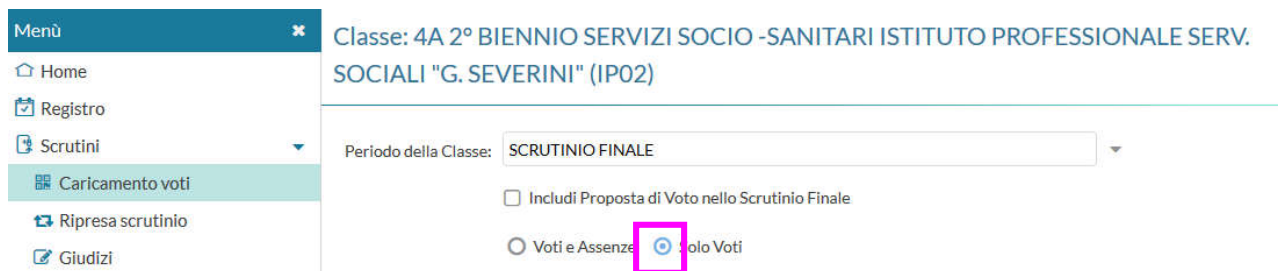 Menù
Home
Registro
Scrutini
Caricamento voti
Ripresa scrutinio
Giudizi
Classe: 4A 2° BIENNIO SERVIZI SOCIO -SANITARI ISTITUTO PROFESSIONALE SERV.
SOCIALI "G. SEVERINI" (IP02)
Periodo della Classe: SCRUTINIO FINALE
Includi Proposta di Voto nello Scrutinio Finale
Voti e Assenze Solo Voti